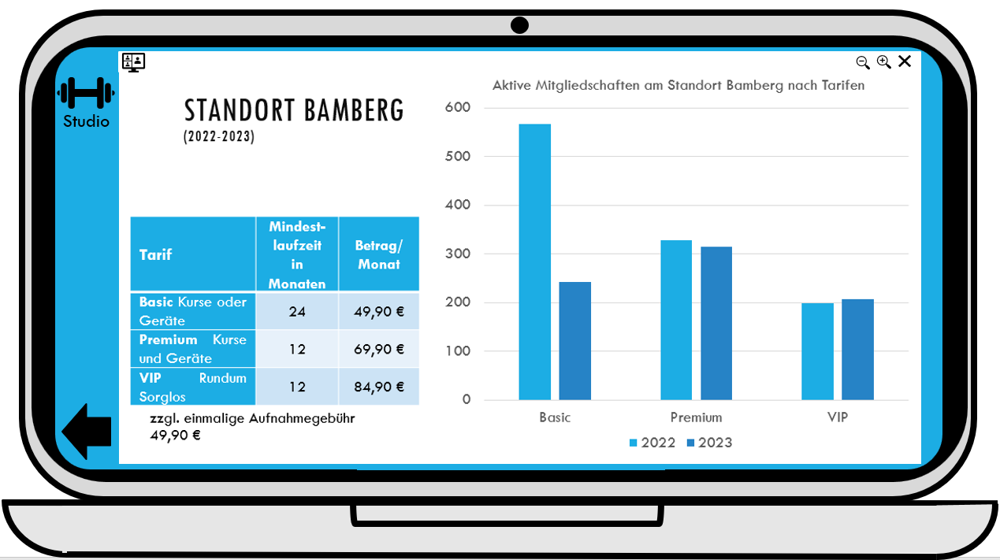 Studio
STANDORT BAMBERG
(2022-2023)
Tarif
Mindest-
laufzeit
in
Monaten
Betrag/
Monat
Basic Kurse oder
Geräte
24
49,90 €
Premium Kurse
und Geräte
12
69,90 €
VIP Rundum
Sorglos
12
84,90 €
zzgl. einmalige Aufnahmegebühr
49,90 €
Aktive Mitgliedschaften am Standort Bamberg nach Tarifen
600
500
400
300
200
100
0
Basic Premium VIP
2022 2023